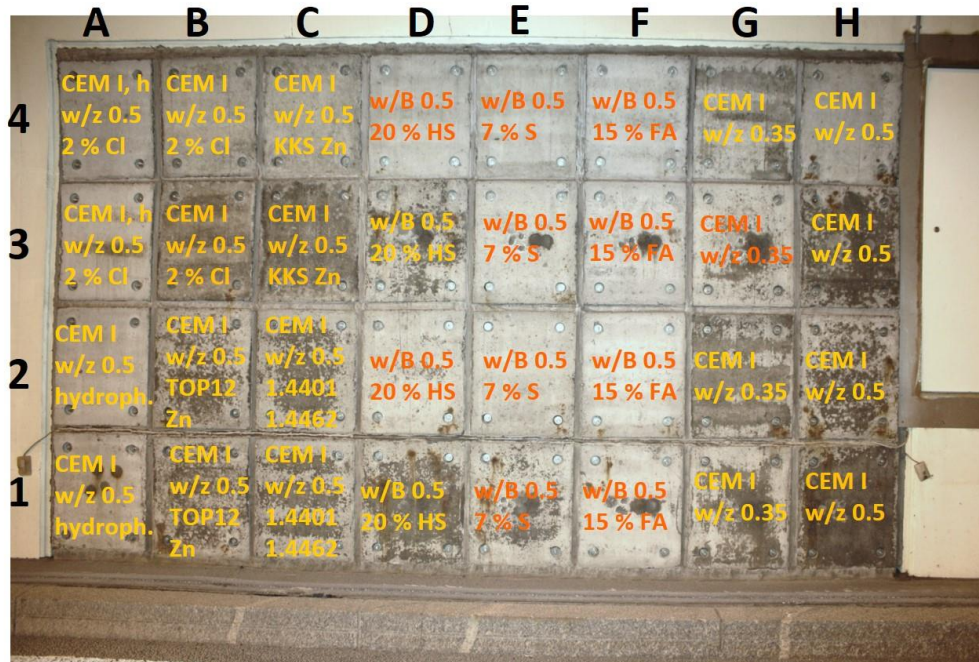 A B C D E F G H
4
CEM I, h
w/z 0.5
2 % Cl
CEM I
w/z 0.5
2 % Cl
CEM I
w/z 0.5
KKS Zn
w/B 0.5
20 % HS
w/B 0.5
7 % S
w/B 0.5
15 % FA
CEM I
w/z 0.35
CEM I
w/z 0.5
3
CEM I, h
w/z 0.5
2 % Cl
CEM I
w/z 0.5
2 % Cl
CEM I
w/z 0.5
KKS Zn
w/B 0.5
20 % HS
w/B 0.5
7 % S
w/B 0.5
15 % FA
CEM I
w/z 0.35
CEM I
w/z 0.5
2
CEM I
w/z 0.5
hydroph.
CEM I
w/z 0.5
TOP12
Zn
CEM I
w/z 0.5
1.4401
1.4462
w/B 0.5
20 % HS
w/B 0.5
7 % S
w/B 0.5
15 % FA
CEM I
w/z 0.35
CEM I
w/z 0.5
1
CEM I
w/z 0.5
hydroph.
CEM I
w/z 0.5
TOP12
Zn
CEM I
w/z 0.5
1.4401
1.4462
w/B 0.5
20 % HS
w/B 0.5
7 % S
w/B 0.5
15 % FA
CEM I
w/z 0.35
CEM I
w/z 0.5